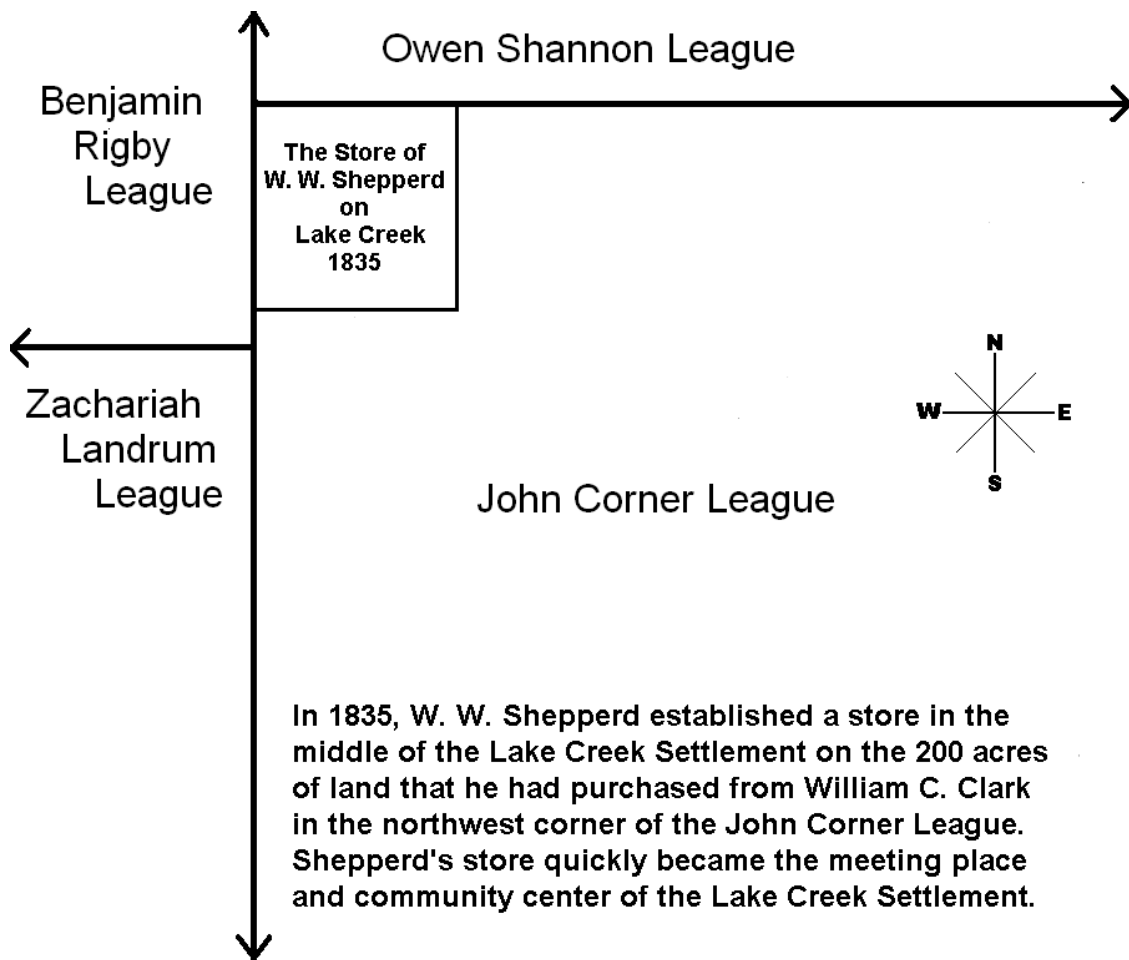 Owen Shannon League
Benjamin
Rigby
League
The Store of
W. W. Shepperd
on
Lake Creek
1835
N
W
E
S
Zachariah
Landrum
League
John Corner League
In 1835, W. W. Shepperd established a store in the
middle of the Lake Creek Settlement on the 200 acres
of land that he had purchased from William C. Clark
in the northwest corner of the John Corner League.
Shepperd's store quickly became the meeting place
and community center of the Lake Creek Settlement.